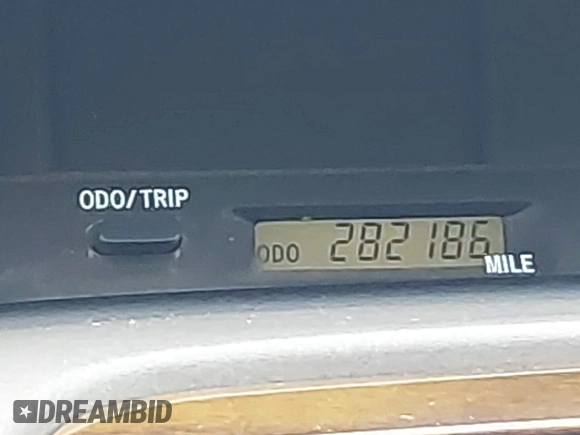 ODO/TRIP
ODO 282186
MILE
DREAMBID